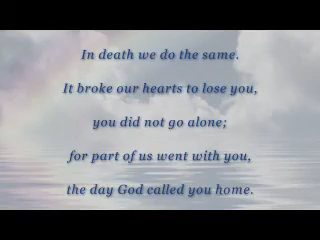 In death we do the same.
It broke our hearts to lose you,
you did not go alone;
for part of us went with you,
the day God called you home.